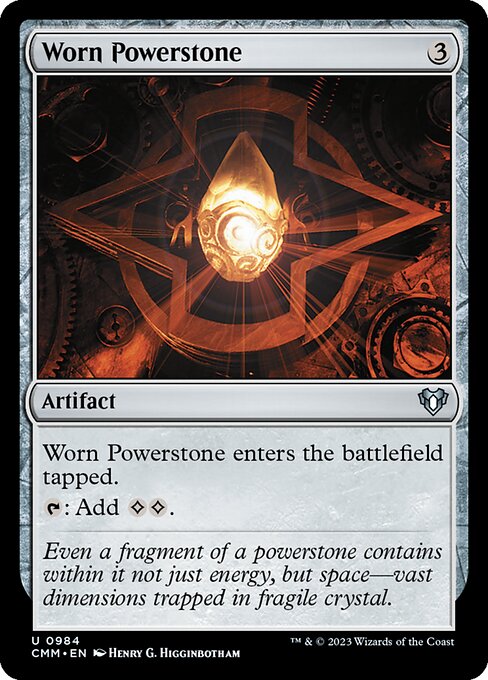 Worn Powerstone 3
Artifact
Worn Powerstone enters the battlefield
tapped.
: Add .
Even a fragment of a powerstone contains
within it not just energy, but space—vast
dimensions trapped in fragile crystal.
U 0984
™ & © 2023 Wizards of the Coast
CMM • EN Henry G. Higginbotham